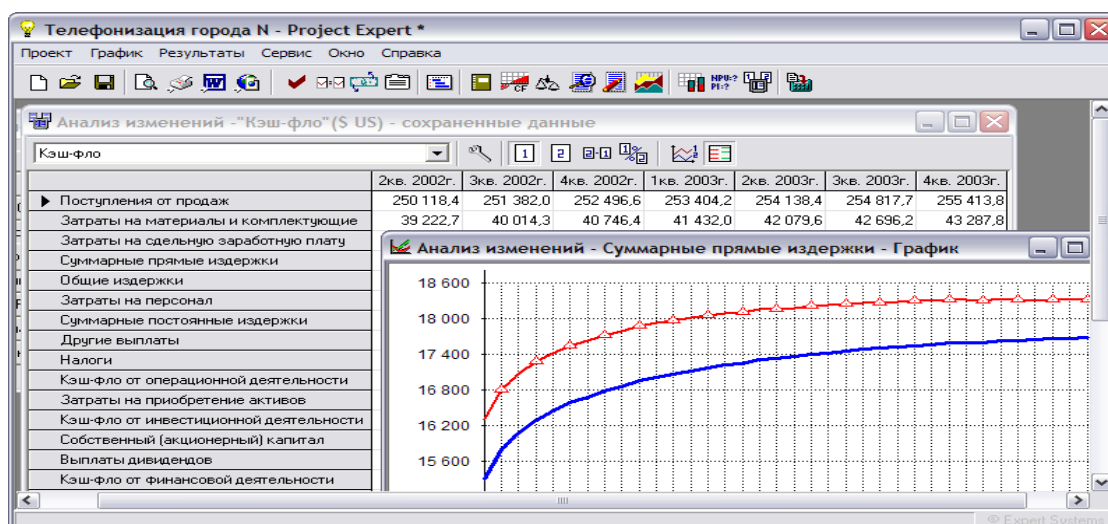 Телефонизация города N - Project Expert *
Проект График Результаты Сервис Окно Справка
Анализ изменений -"Кэш-фло"($ US) - сохраненные данные
Кэш-фло
2кв. 2002г. 3кв. 2002г. 4кв. 2002г. 1кв. 2003г. 2кв. 2003г. 3кв. 2003г. 4кв. 2003г.
Поступления от продаж 250 118,4 251 382,0 252 496,6 253 404,2 254 138,4 254 817,7 255 413,8
Затраты на материалы и комплектующие 39 222,7 40 014,3 40 746,4 41 432,0 42 079,6 42 696,2 43 287,8
Затраты на сдельную заработную плату
Суммарные прямые издержки
Общие издержки
Затраты на персонал
Суммарные постоянные издержки
Другие выплаты
Налоги
Кэш-фло от операционной деятельности
Затраты на приобретение активов
Кэш-фло от инвестиционной деятельности
Собственный (акционерный) капитал
Выплаты дивидендов
Кэш-фло от финансовой деятельности
Анализ изменений - Суммарные прямые издержки - График
18 600
18 000
17 400
16 800
16 200
15 600
© Expert Systems